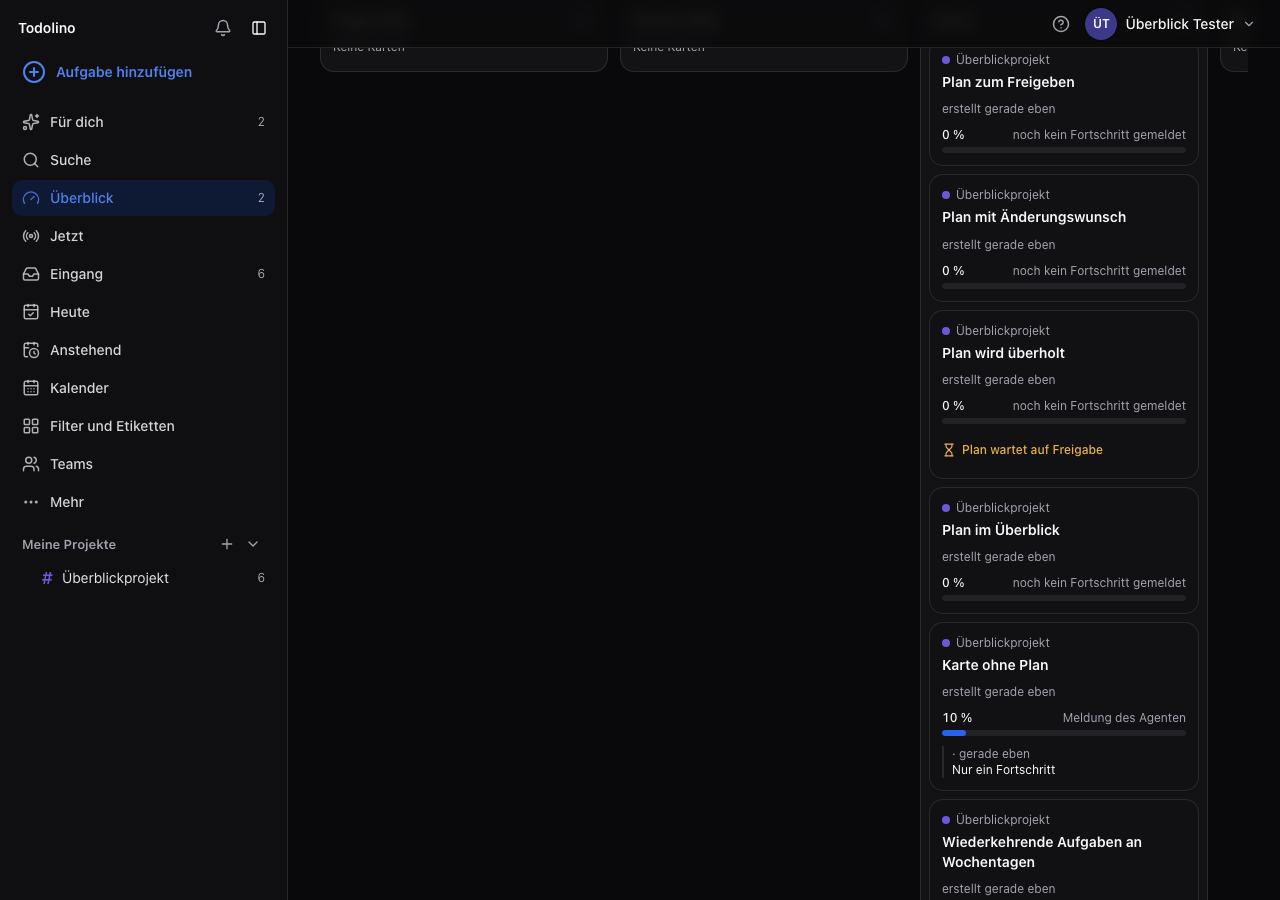 Todolino
Aufgabe hinzufügen
Für dich 2
Suche
Überblick 2
Jetzt
Eingang 6
Heute
Anstehend
Kalender
Filter und Etiketten
Teams
Mehr
Meine Projekte
# Überblickprojekt 6
ÜT Überblick Tester
Keine Karten
Keine Karten
Ke
Überblickprojekt
Plan zum Freigeben
erstellt gerade eben
0 % noch kein Fortschritt gemeldet
Überblickprojekt
Plan mit Änderungswunsch
erstellt gerade eben
0 % noch kein Fortschritt gemeldet
Überblickprojekt
Plan wird überholt
erstellt gerade eben
0 % noch kein Fortschritt gemeldet
Plan wartet auf Freigabe
Überblickprojekt
Plan im Überblick
erstellt gerade eben
0 % noch kein Fortschritt gemeldet
Überblickprojekt
Karte ohne Plan
erstellt gerade eben
10 % Meldung des Agenten
· gerade eben
Nur ein Fortschritt
Überblickprojekt
Wiederkehrende Aufgaben an
Wochentagen
erstellt gerade eben